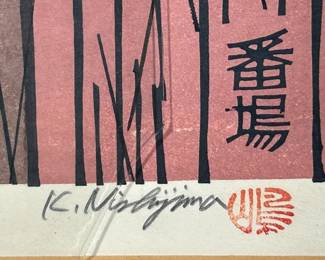 番場
K. Nishijima